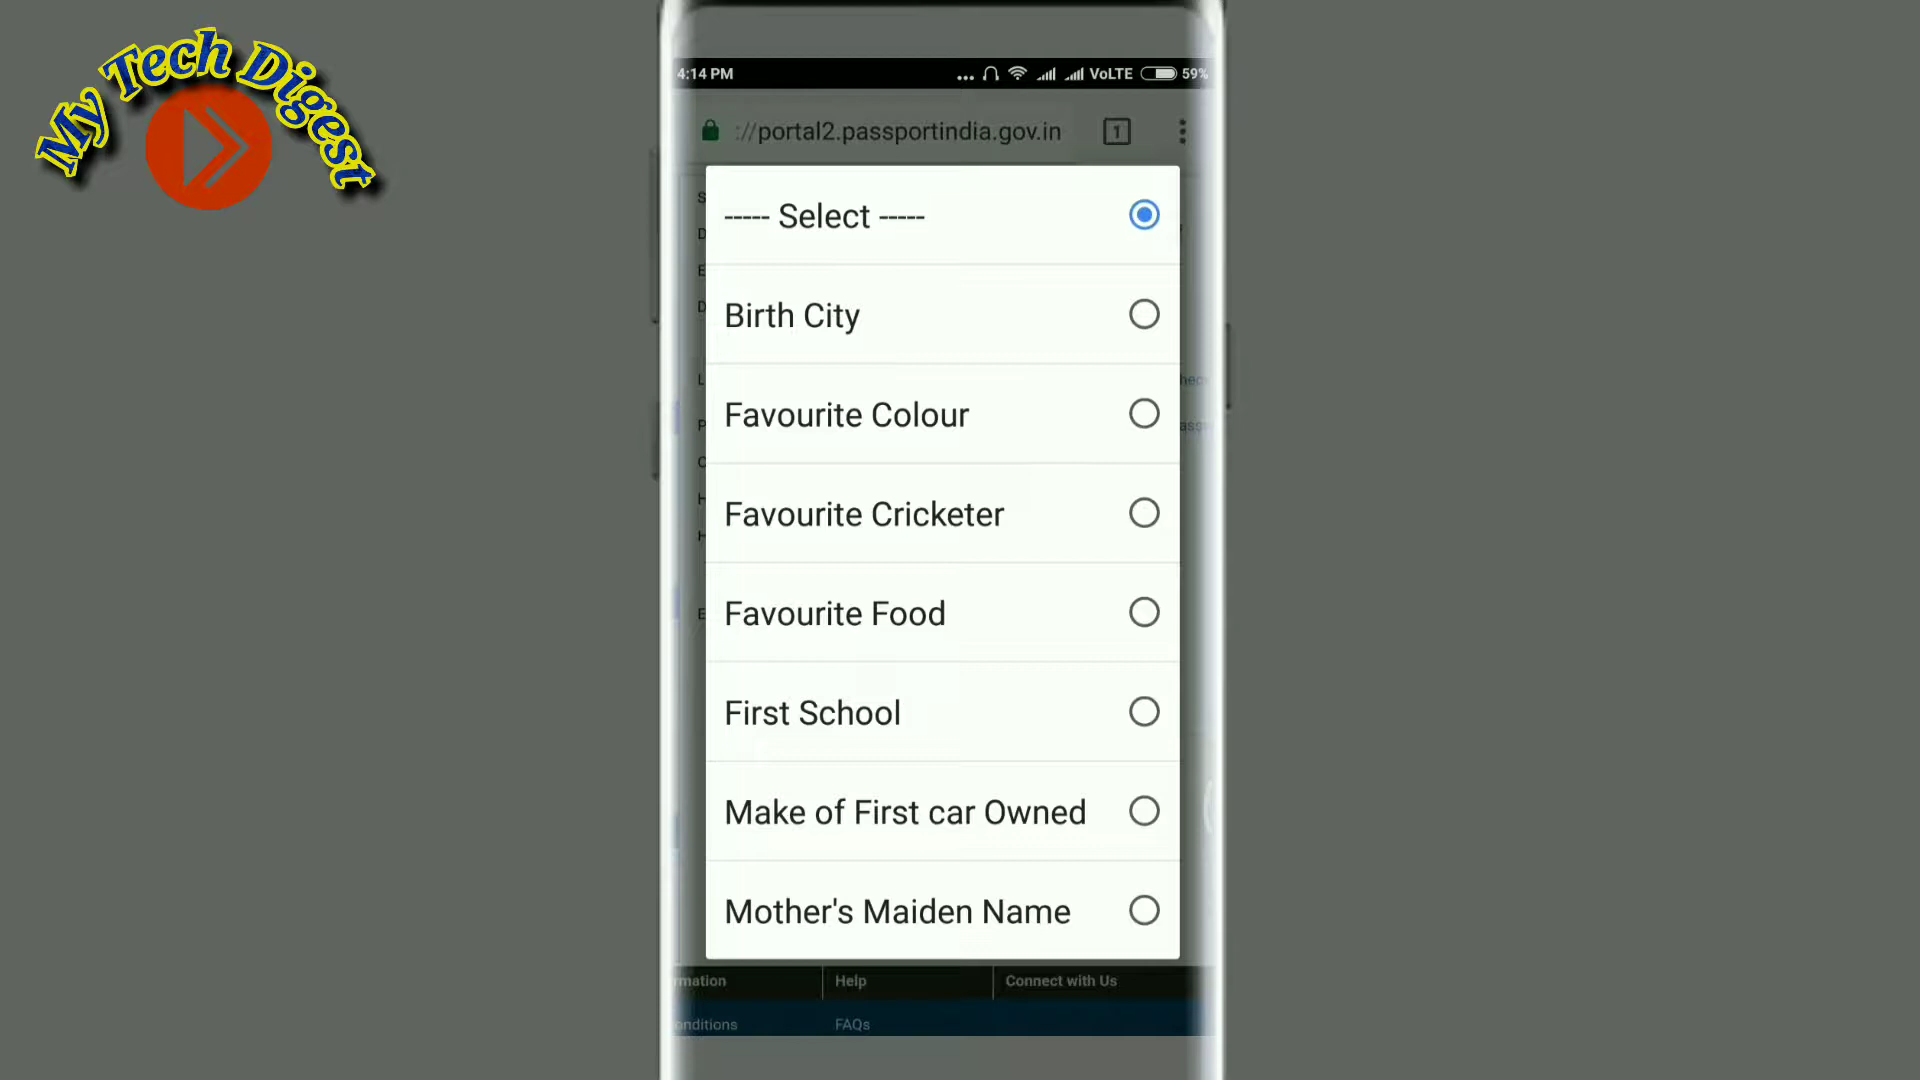 My Tech Digest
4:14 PM
... VoLTE 59%
://portal2.passportindia.gov.in
1
----- Select -----
Birth City
Favourite Colour
Favourite Cricketer
Favourite Food
First School
Make of First car Owned
Mother's Maiden Name
rmation
Help
Connect with Us
onditions
FAQs